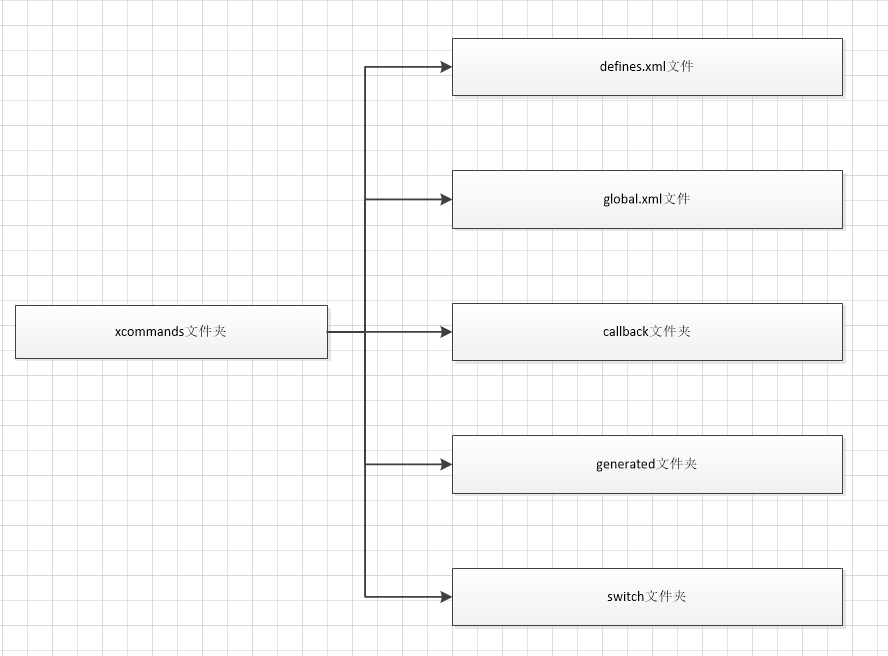 defines.xml文件
global.xml文件
xcommands文件夹
callback文件夹
generated文件夹
switch文件夹